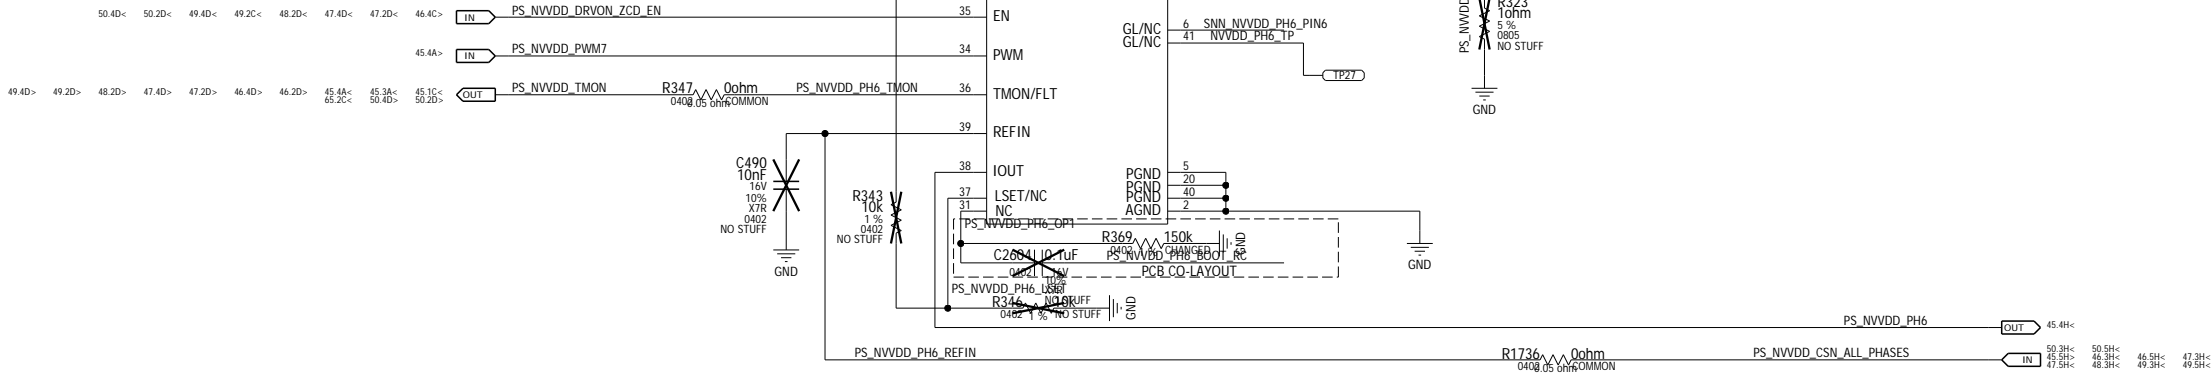 50.4D< 50.2D< 49.4D< 49.2C< 48.2D< 47.4D< 47.2D< 46.4C> IN PS_NVVDD_DRVON_ZCD_EN 35 EN
45.4A> IN PS_NVVDD_PWM7 34 PWM
49.4D> 49.2D> 48.2D> 47.4D> 47.2D> 46.4D> 46.2D> 45.4A< 45.3A< 45.1C<
65.2C< 50.4D> 50.2D>
OUT PS_NVVDD_TMON R347 0ohm PS_NVVDD_PH6_TMON 36 TMON/FLT
0402 0.05 ohm COMMON
39 REFIN
38 IOUT
37 LSET/NC
31 NC
GL/NC 6 SNN_NVVDD_PH6_PIN6
GL/NC 41 NVVDD_PH6_TP
TP27
PGND 5
PGND 20
PGND 40
AGND 2
PS_NVVDD
R323
1ohm
5 %
0805
NO STUFF
GND
C490
10nF
16V
10%
X7R
0402
NO STUFF
GND
R343
10k
1 %
0402
NO STUFF
PS_NVVDD_PH6_OP1
R369 150k
0402 1 % CHANGED
GND
C2604 0.1uF PS_NVVDD_PH6_BOOT_RC
0402 16V
10%
X7R
NO STUFF
PCB CO-LAYOUT
GND
PS_NVVDD_PH6_LSET
R346 10k
0402 1 % NO STUFF
GND
PS_NVVDD_PH6 OUT 45.4H<
PS_NVVDD_PH6_REFIN R1736 0ohm PS_NVVDD_CSN_ALL_PHASES IN
0402 0.05 ohm COMMON
50.3H< 50.5H<
45.5H> 46.3H< 46.5H< 47.3H<
47.5H< 48.3H< 49.3H< 49.5H<